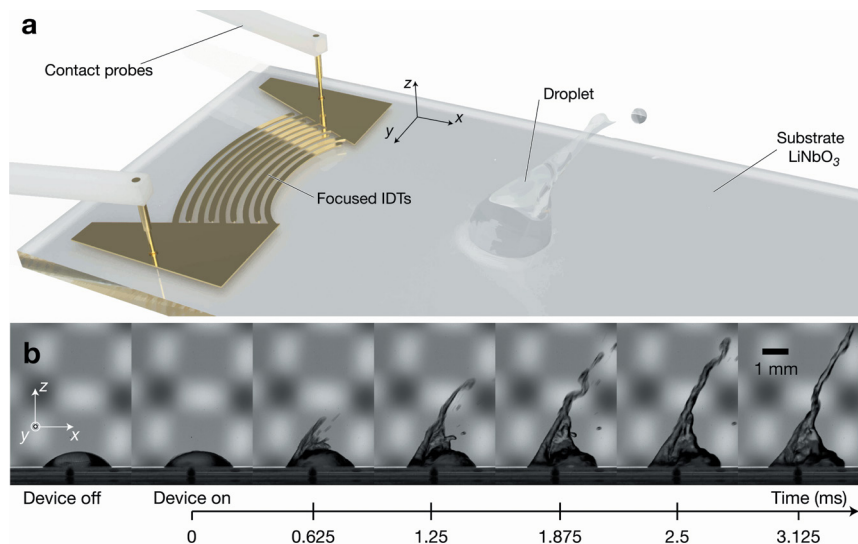 a
Contact probes
z
x
y
Droplet
Substrate
LiNbO3
Focused IDTs
b
z
y
x
1 mm
Device off
Device on
Time (ms)
0
0.625
1.25
1.875
2.5
3.125